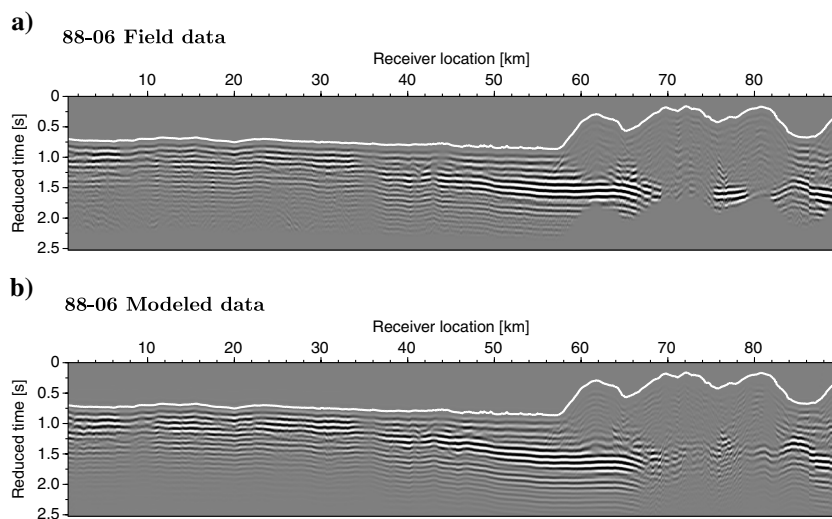 a)
88-06 Field data
Receiver location [km]
10 20 30 40 50 60 70 80
0
0.5
1.0
1.5
2.0
2.5
Reduced time [s]
b)
88-06 Modeled data
Receiver location [km]
10 20 30 40 50 60 70 80
0
0.5
1.0
1.5
2.0
2.5
Reduced time [s]